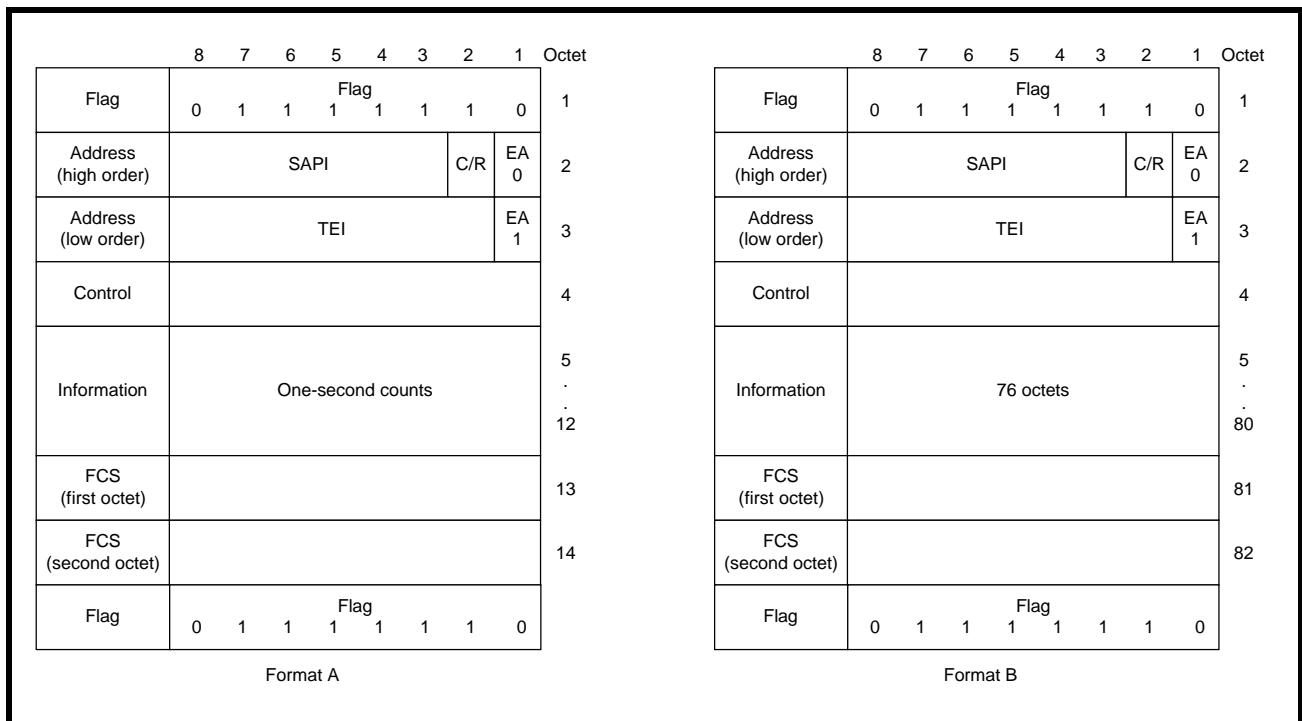 8 7 6 5 4 3 2 1 Octet
Flag
Flag
0 1 1 1 1 1 1 0
1
Address
(high order)
SAPI
C/R
EA
0
2
Address
(low order)
TEI
EA
1
3
Control
4
Information
One-second counts
5
.
.
12
FCS
(first octet)
13
FCS
(second octet)
14
Flag
Flag
0 1 1 1 1 1 1 0
Format A
8 7 6 5 4 3 2 1 Octet
Flag
Flag
0 1 1 1 1 1 1 0
1
Address
(high order)
SAPI
C/R
EA
0
2
Address
(low order)
TEI
EA
1
3
Control
4
Information
76 octets
5
.
.
80
FCS
(first octet)
81
FCS
(second octet)
82
Flag
Flag
0 1 1 1 1 1 1 0
Format B